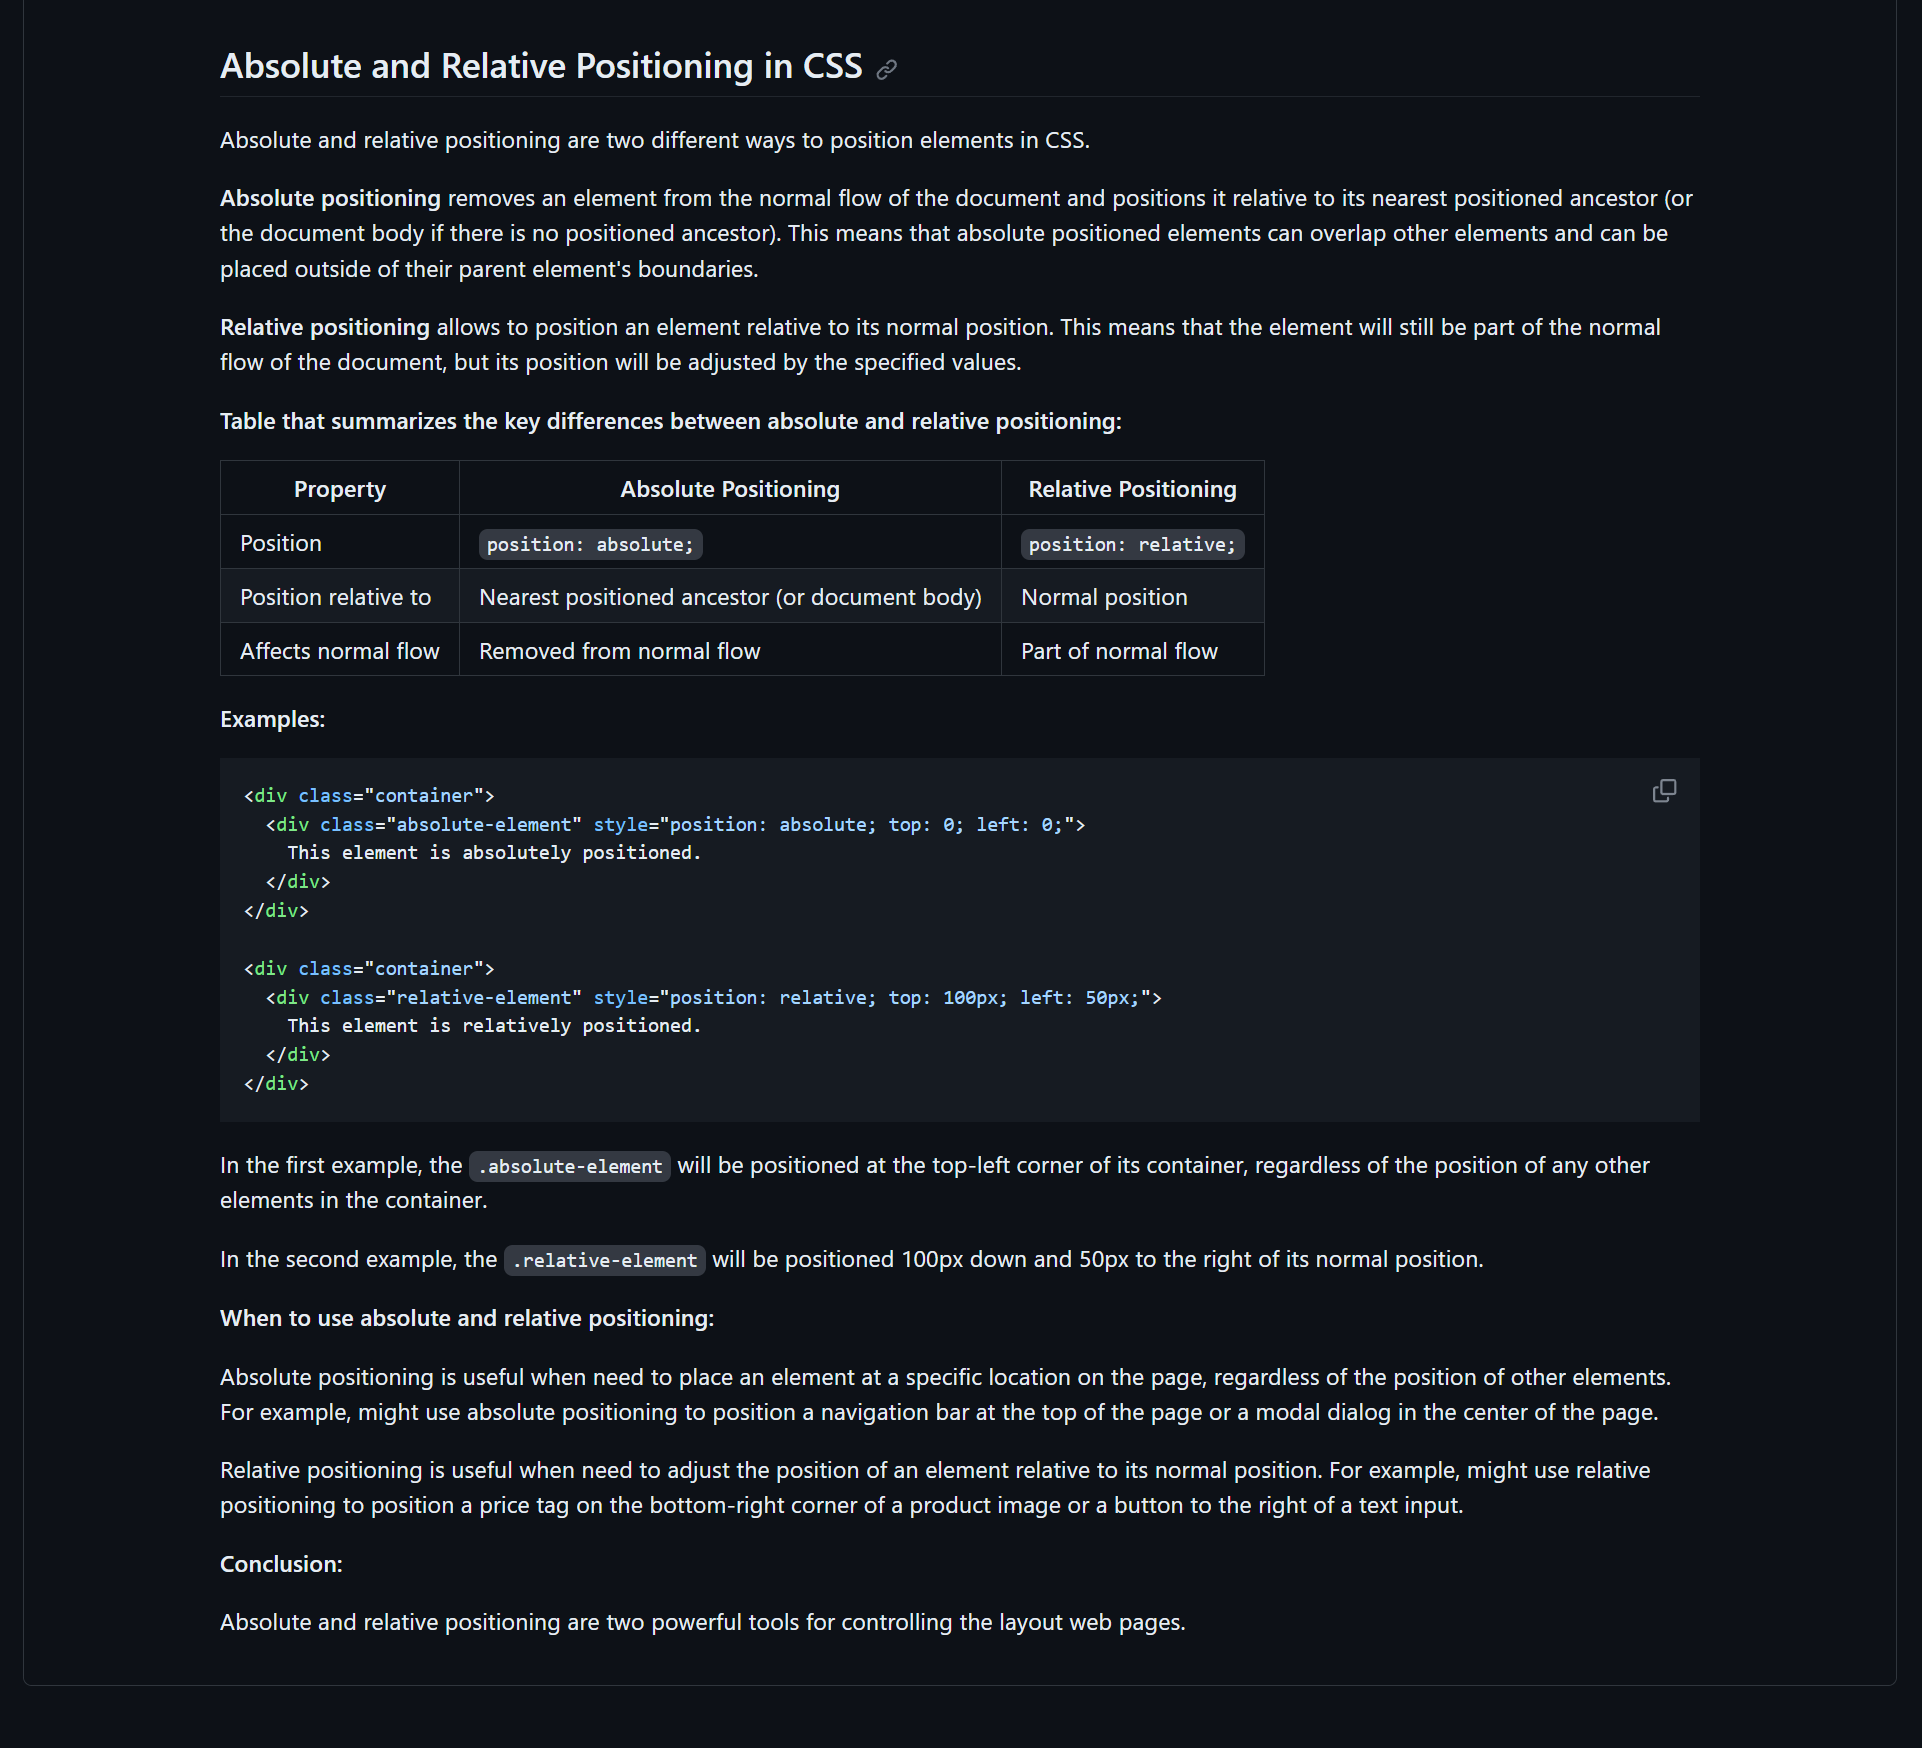 Absolute and Relative Positioning in CSS
Absolute and relative positioning are two different ways to position elements in CSS.
Absolute positioning removes an element from the normal flow of the document and positions it relative to its nearest positioned ancestor (or
the document body if there is no positioned ancestor). This means that absolute positioned elements can overlap other elements and can be
placed outside of their parent element's boundaries.
Relative positioning allows to position an element relative to its normal position. This means that the element will still be part of the normal
flow of the document, but its position will be adjusted by the specified values.
Table that summarizes the key differences between absolute and relative positioning:
Property Absolute Positioning Relative Positioning
Position position: absolute; position: relative;
Position relative to Nearest positioned ancestor (or document body) Normal position
Affects normal flow Removed from normal flow Part of normal flow
Examples:
<div class="container">
  <div class="absolute-element" style="position: absolute; top: 0; left: 0;">
    This element is absolutely positioned.
  </div>
</div>
<div class="container">
  <div class="relative-element" style="position: relative; top: 100px; left: 50px;">
    This element is relatively positioned.
  </div>
</div>
In the first example, the .absolute-element will be positioned at the top-left corner of its container, regardless of the position of any other
elements in the container.
In the second example, the .relative-element will be positioned 100px down and 50px to the right of its normal position.
When to use absolute and relative positioning:
Absolute positioning is useful when need to place an element at a specific location on the page, regardless of the position of other elements.
For example, might use absolute positioning to position a navigation bar at the top of the page or a modal dialog in the center of the page.
Relative positioning is useful when need to adjust the position of an element relative to its normal position. For example, might use relative
positioning to position a price tag on the bottom-right corner of a product image or a button to the right of a text input.
Conclusion:
Absolute and relative positioning are two powerful tools for controlling the layout web pages.